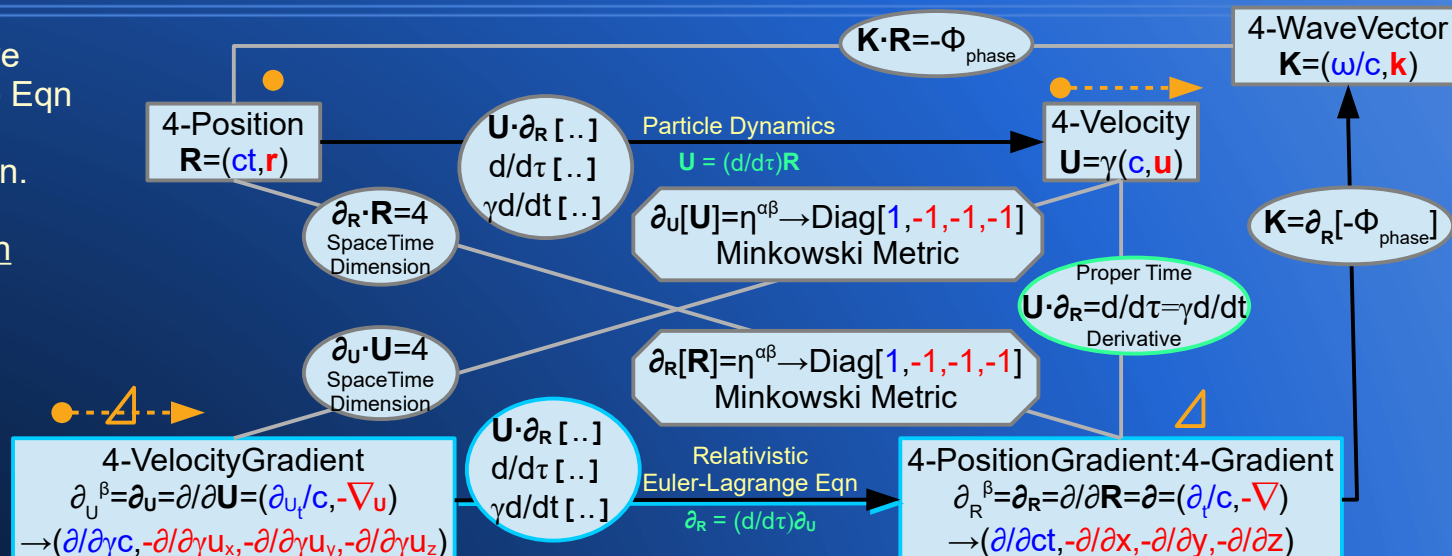 ve
Eqn
n.
n
K·R=-Φphase
4-WaveVector
K=(ω/c,k)
4-Position
R=(ct,r)
U·∂R[..]
d/dτ[..]
γd/dt[..]
Particle Dynamics
U = (d/dτ)R
4-Velocity
U=γ(c,u)
∂R·R=4
SpaceTime
Dimension
∂U[U]=ηαβ→Diag[1,-1,-1,-1]
Minkowski Metric
K=∂R[-Φphase]
Proper Time
U·∂R=d/dτ=γd/dt
Derivative
∂U·U=4
SpaceTime
Dimension
∂R[R]=ηαβ→Diag[1,-1,-1,-1]
Minkowski Metric
4-VelocityGradient
∂Uβ=∂U=∂/∂U=(∂Ut/c,-∇U)
→(∂/∂γc,-∂/∂γux,-∂/∂γuy,-∂/∂γuz)
U·∂R[..]
d/dτ[..]
γd/dt[..]
Relativistic
Euler-Lagrange Eqn
∂R = (d/dτ)∂U
4-PositionGradient:4-Gradient
∂Rβ=∂R=∂/∂R=∂=(∂t/c,-∇)
→(∂/∂ct,-∂/∂x,-∂/∂y,-∂/∂z)